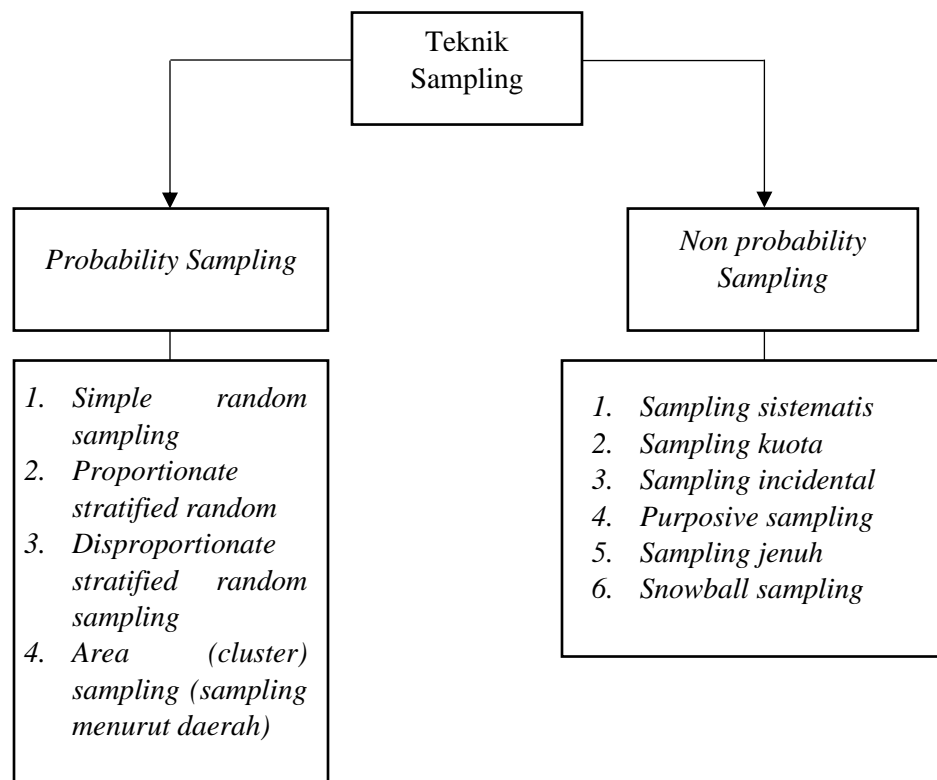 Teknik
Sampling
Probability Sampling
Non probability
Sampling
1. Simple random
sampling
2. Proportionate
stratified random
3. Disproportionate
stratified random
sampling
4. Area (cluster)
sampling (sampling
menurut daerah)
1. Sampling sistematis
2. Sampling kuota
3. Sampling incidental
4. Purposive sampling
5. Sampling jenuh
6. Snowball sampling